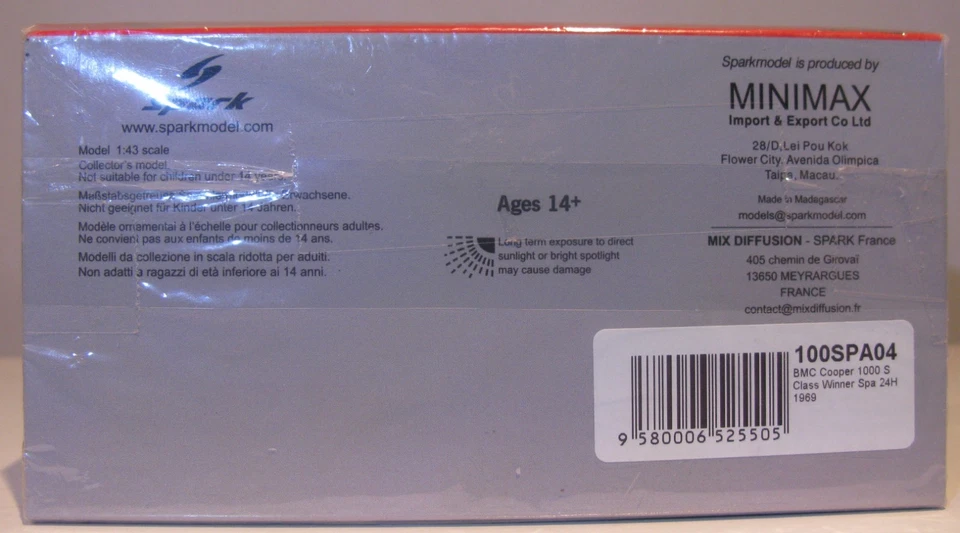 Spark
www.sparkmodel.com
Model 1:43 scale
Collector's model
Not suitable for children under 14 years
Maßstabsgetreues Erwachsene.
Nicht geeignet für Kinder unter 14 Jahren.
Modèle ornamental à l'échelle pour collectionneurs adultes.
Ne convient pas aux enfants de moins de 14 ans.
Modelli da collezione in scala ridotta per adulti.
Non adatti a ragazzi di età inferiore ai 14 anni.
Ages 14+
Long term exposure to direct
sunlight or bright spotlight
may cause damage
Sparkmodel is produced by
MINIMAX
Import & Export Co Ltd
28/D, Lei Pou Kok
Flower City. Avenida Olimpica
Taipa, Macau.
Made in Madagascar
models@sparkmodel.com
MIX DIFFUSION - SPARK France
405 chemin de Girovaï
13650 MEYRARGUES
FRANCE
contact@mixdiffusion.fr
100SPA04
BMC Cooper 1000 S
Class Winner Spa 24H
1969
9 580006 525505